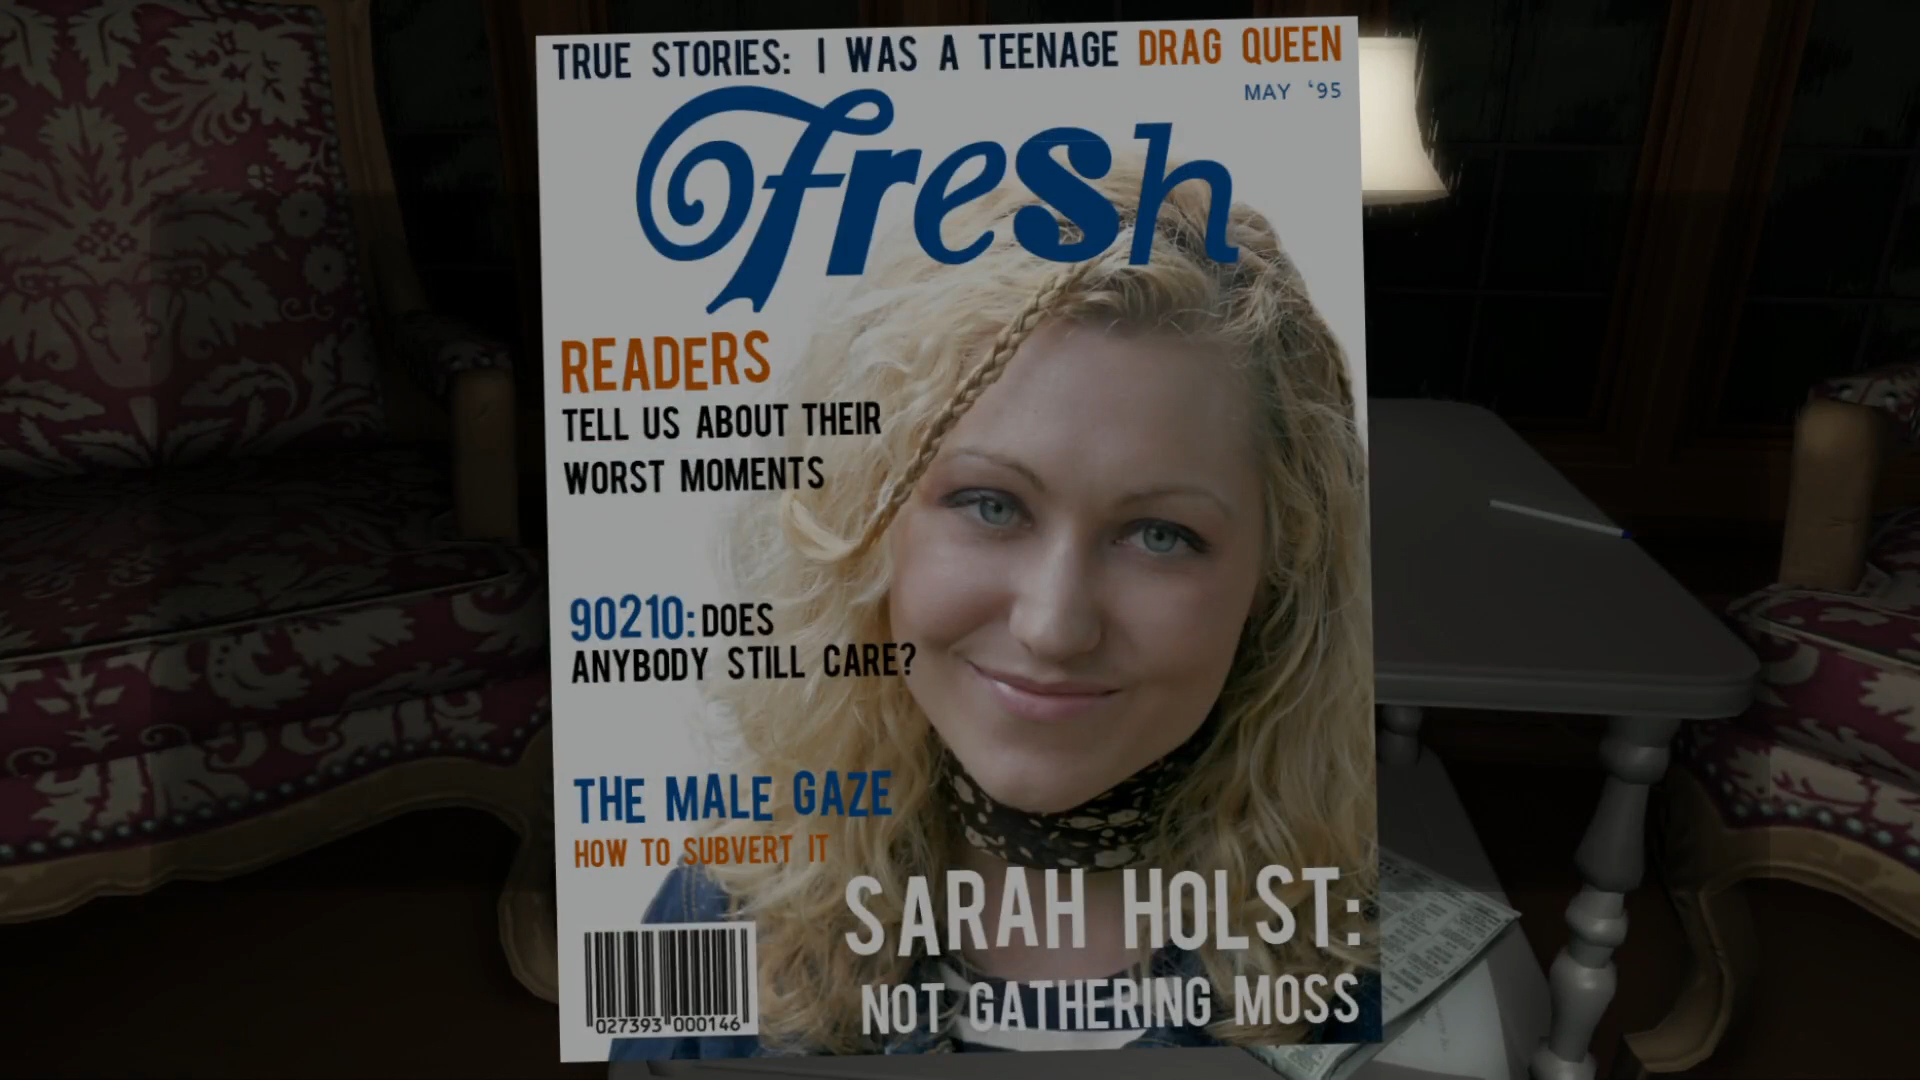 TRUE STORIES: I WAS A TEENAGE DRAG QUEEN
MAY '95
Fresh
READERS
TELL US ABOUT THEIR
WORST MOMENTS
90210: DOES
ANYBODY STILL CARE?
THE MALE GAZE
HOW TO SUBVERT IT
SARAH HOLST:
NOT GATHERING MOSS
027393 000146